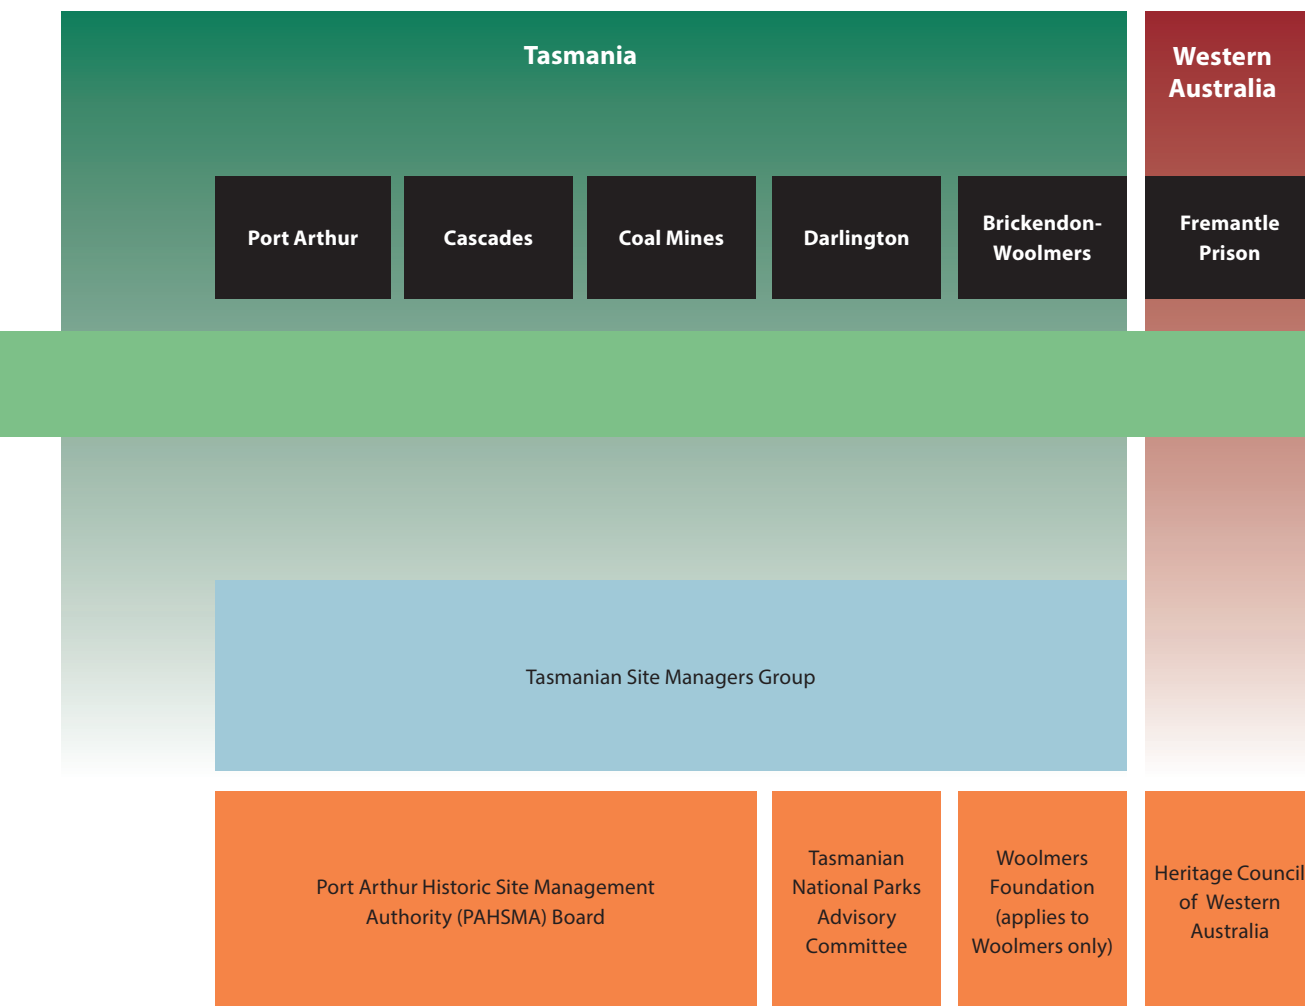 Tasmania
Western
Australia
Port Arthur
Cascades
Coal Mines
Darlington
Brickendon-
Woolmers
Fremantle
Prison
Tasmanian Site Managers Group
Port Arthur Historic Site Management
Authority (PAHSMA) Board
Tasmanian
National Parks
Advisory
Committee
Woolmers
Foundation
(applies to
Woolmers only)
Heritage Council
of Western
Australia